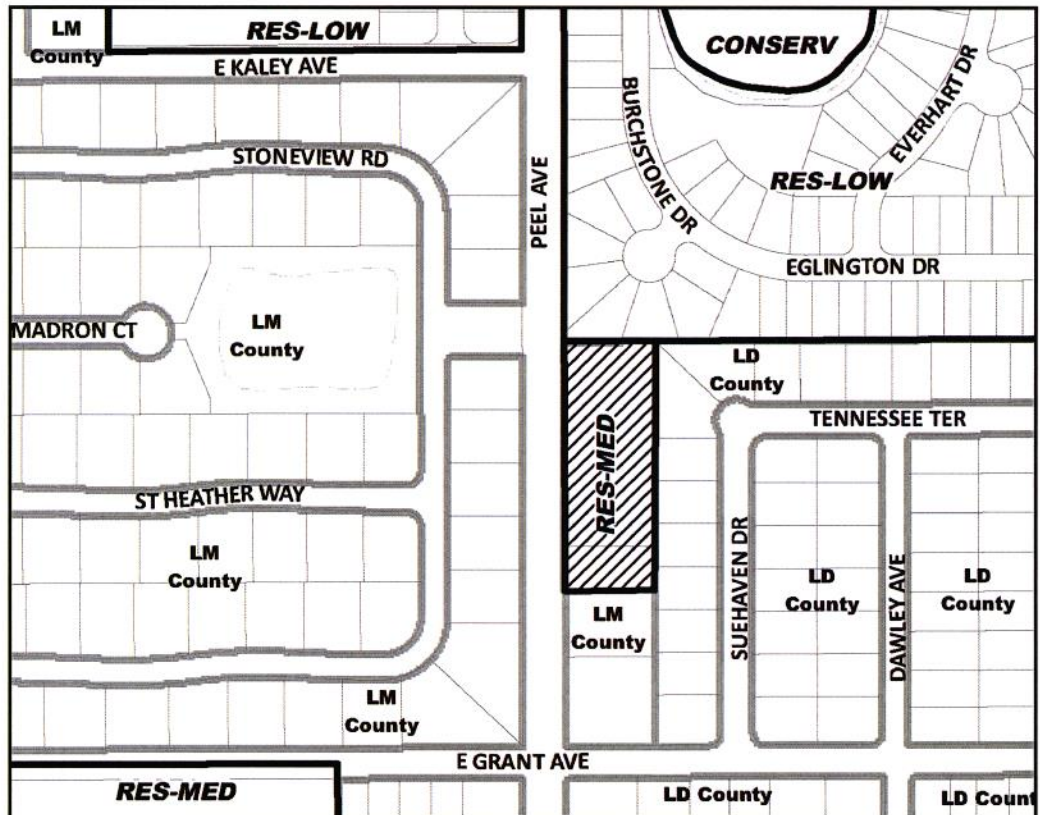 LM
County
RES-LOW
CONSERV
E KALEY AVE
BURCHSTONE DR
EVERHART DR
STONEVIEW RD
PEEL AVE
RES-LOW
EGLINGTON DR
MADRON CT
LM
County
LD
County
TENNESSEE TER
RES-MED
ST HEATHER WAY
LM
County
SUEHAVEN DR
LD
County
DAWLEY AVE
LD
County
LM
County
LM
County
E GRANT AVE
RES-MED
LD County
LD Count